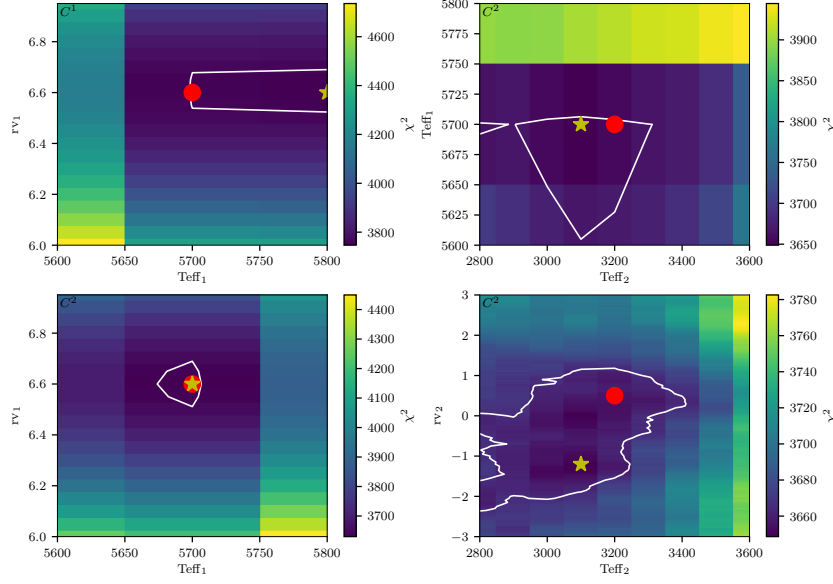 C¹
6.8
6.6
6.4
6.2
6.0
rv₁
5600 5650 5700 5750 5800
Teff₁
4600
4400
4200
4000
3800
χ²
C²
5800
5775
5750
5725
5700
5675
5650
5625
5600
Teff₁
2800 3000 3200 3400 3600
Teff₂
3900
3850
3800
3750
3700
3650
χ²
C²
6.8
6.6
6.4
6.2
6.0
rv₁
5600 5650 5700 5750 5800
Teff₁
4400
4300
4200
4100
4000
3900
3800
3700
χ²
C²
3
2
1
0
−1
−2
−3
rv₂
2800 3000 3200 3400 3600
Teff₂
3780
3760
3740
3720
3700
3680
3660
χ²